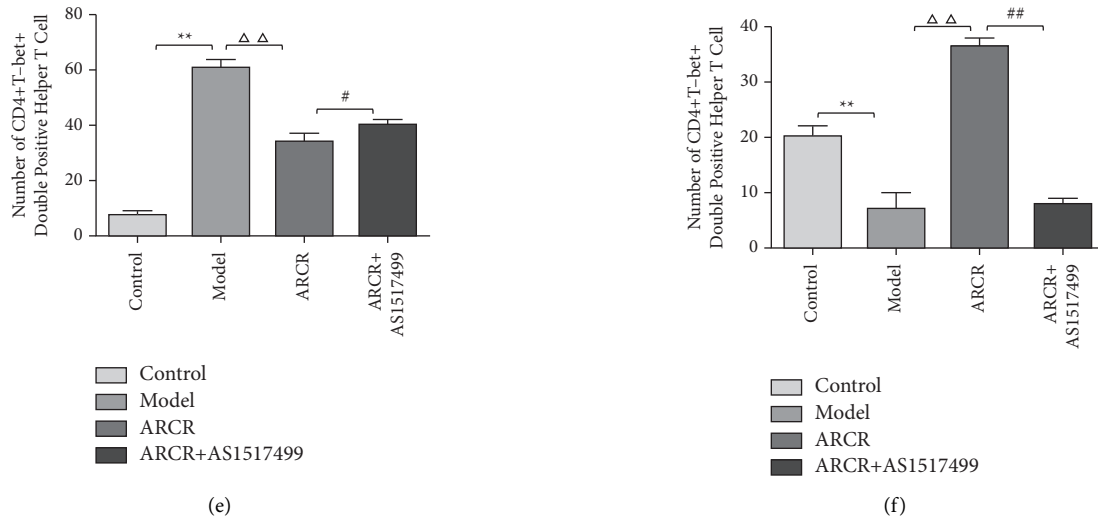 Number of CD4+T-bet+
Double Positive Helper T Cell
80
60
40
20
0
**
△ △
#
Control
Model
ARCR
ARCR+
AS1517499
Control
Model
ARCR
ARCR+AS1517499
(e)
Number of CD4+T-bet+
Double Positive Helper T Cell
40
30
20
10
0
**
△ △
##
Control
Model
ARCR
ARCR+
AS1517499
Control
Model
ARCR
ARCR+AS1517499
(f)